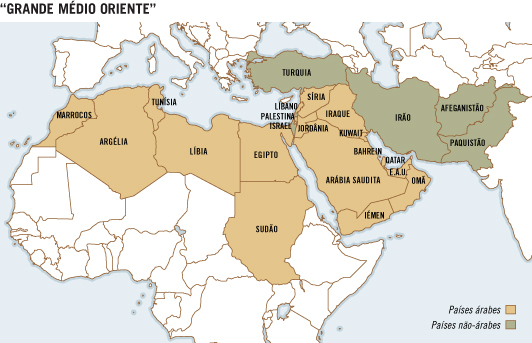 “GRANDE MÉDIO ORIENTE”
TURQUIA
TUNÍSIA
MARROCOS
SÍRIA
LÍBANO
PALESTINA
ISRAEL
IRAQUE
IRÃO
AFEGANISTÃO
ARGÉLIA
JORDÂNIA
KUWAIT
PAQUISTÃO
LÍBIA
EGIPTO
BAHREIN
QATAR
E.A.U.
ARÁBIA SAUDITA
OMÃ
IÉMEN
SUDÃO
Países árabes
Países não-árabes